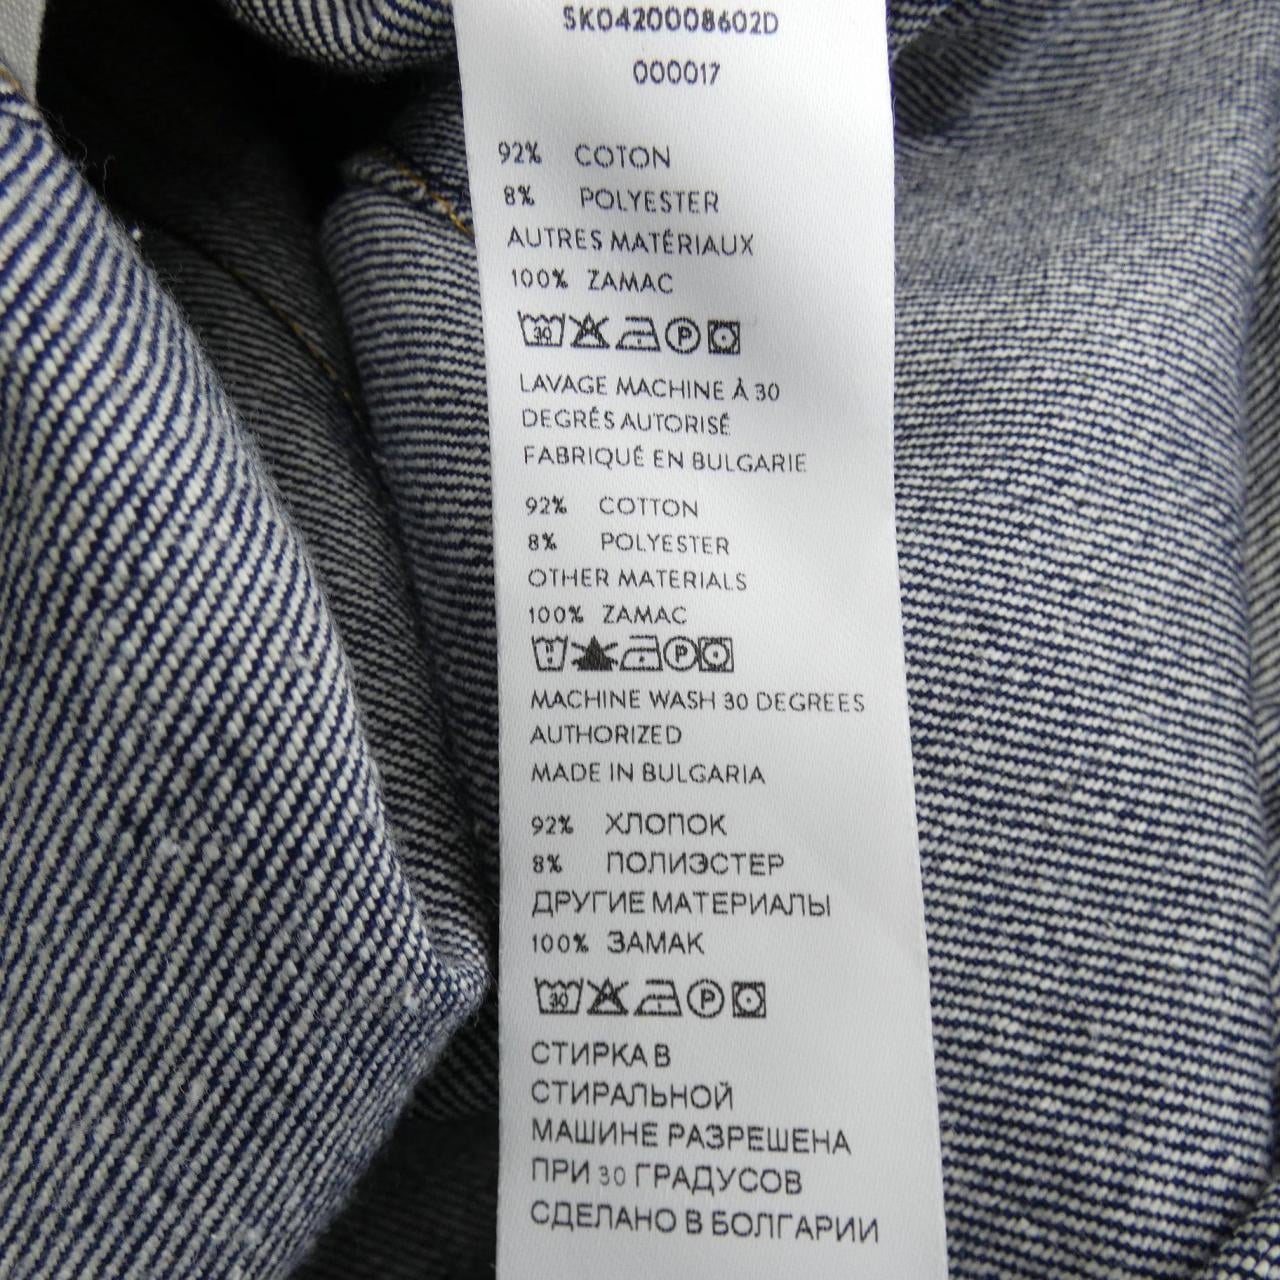 SK0420008602D
000017
92% COTON
8% POLYESTER
AUTRES MATÉRIAUX
100% ZAMAC
30 P
LAVAGE MACHINE À 30
DEGRÉS AUTORISÉ
FABRIQUÉ EN BULGARIE
92% COTTON
8% POLYESTER
OTHER MATERIALS
100% ZAMAC
P
MACHINE WASH 30 DEGREES
AUTHORIZED
MADE IN BULGARIA
92% ХЛОПОК
8% ПОЛИЭСТЕР
ДРУГИЕ МАТЕРИАЛЫ
100% ЗАМАК
30 P
СТИРКА В
СТИРАЛЬНОЙ
МАШИНЕ РАЗРЕШЕНА
ПРИ 30 ГРАДУСОВ
СДЕЛАНО В БОЛГАРИИ